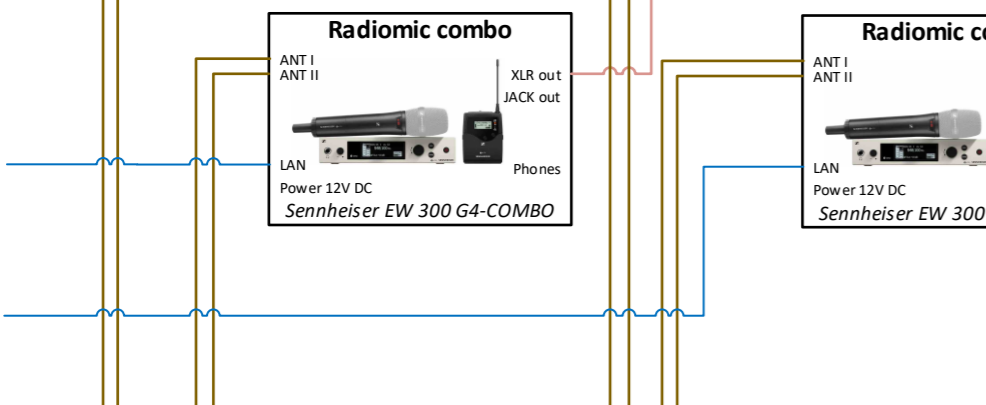 Radiomic combo
ANT I
ANT II
XLR out
JACK out
LAN
Phones
Power 12V DC
Sennheiser EW 300 G4-COMBO
Radiomic co
ANT I
ANT II
LAN
Power 12V DC
Sennheiser EW 300